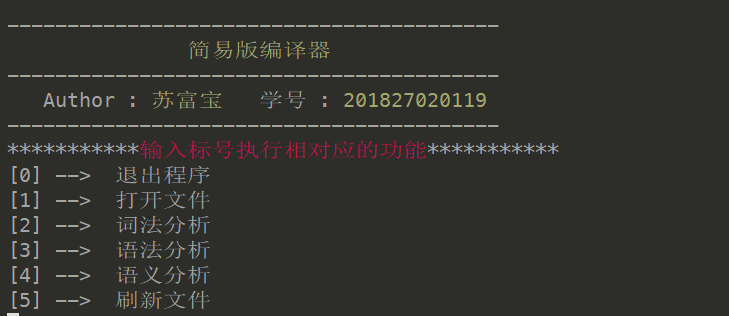 -----------------------------------------
简易版编译器
-----------------------------------------
Author : 苏富宝 学号 : 201827020119
-----------------------------------------
***********输入标号执行相对应的功能***********
[0] --> 退出程序
[1] --> 打开文件
[2] --> 词法分析
[3] --> 语法分析
[4] --> 语义分析
[5] --> 刷新文件